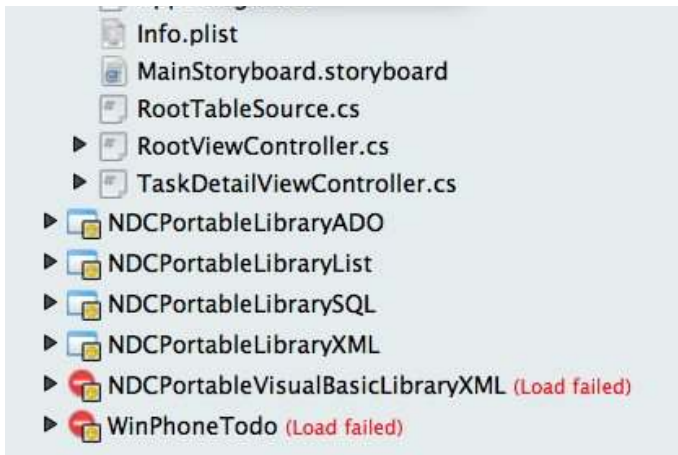 Info.plist
MainStoryboard.storyboard
RootTableSource.cs
RootViewController.cs
TaskDetailViewController.cs
NDCPortableLibraryADO
NDCPortableLibraryList
NDCPortableLibrarySQL
NDCPortableLibraryXML
NDCPortableVisualBasicLibraryXML (Load failed)
WinPhoneTodo (Load failed)